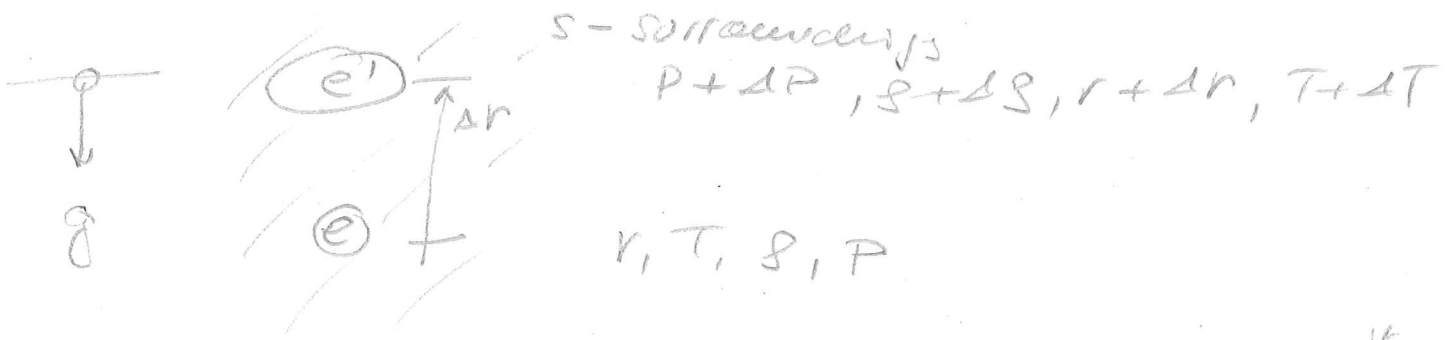 s - surroundings
e' Δr P + ΔP, ρ + Δρ, r + Δr, T + ΔT
g e r, T, ρ, P